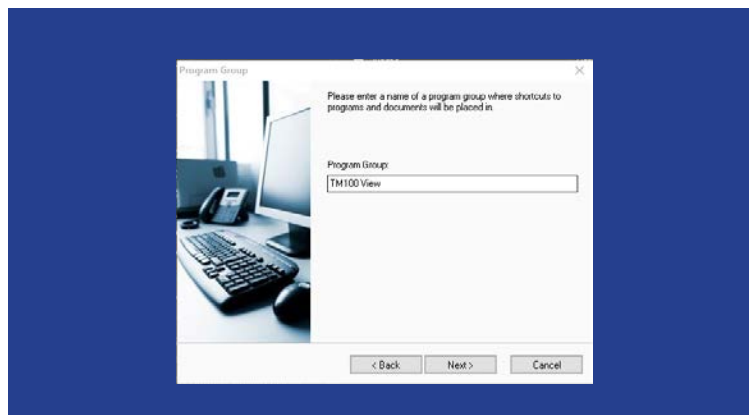 Program Group
Please enter a name of a program group where shortcuts to
programs and documents will be placed in.
Program Group:
TM100 View
< Back
Next >
Cancel